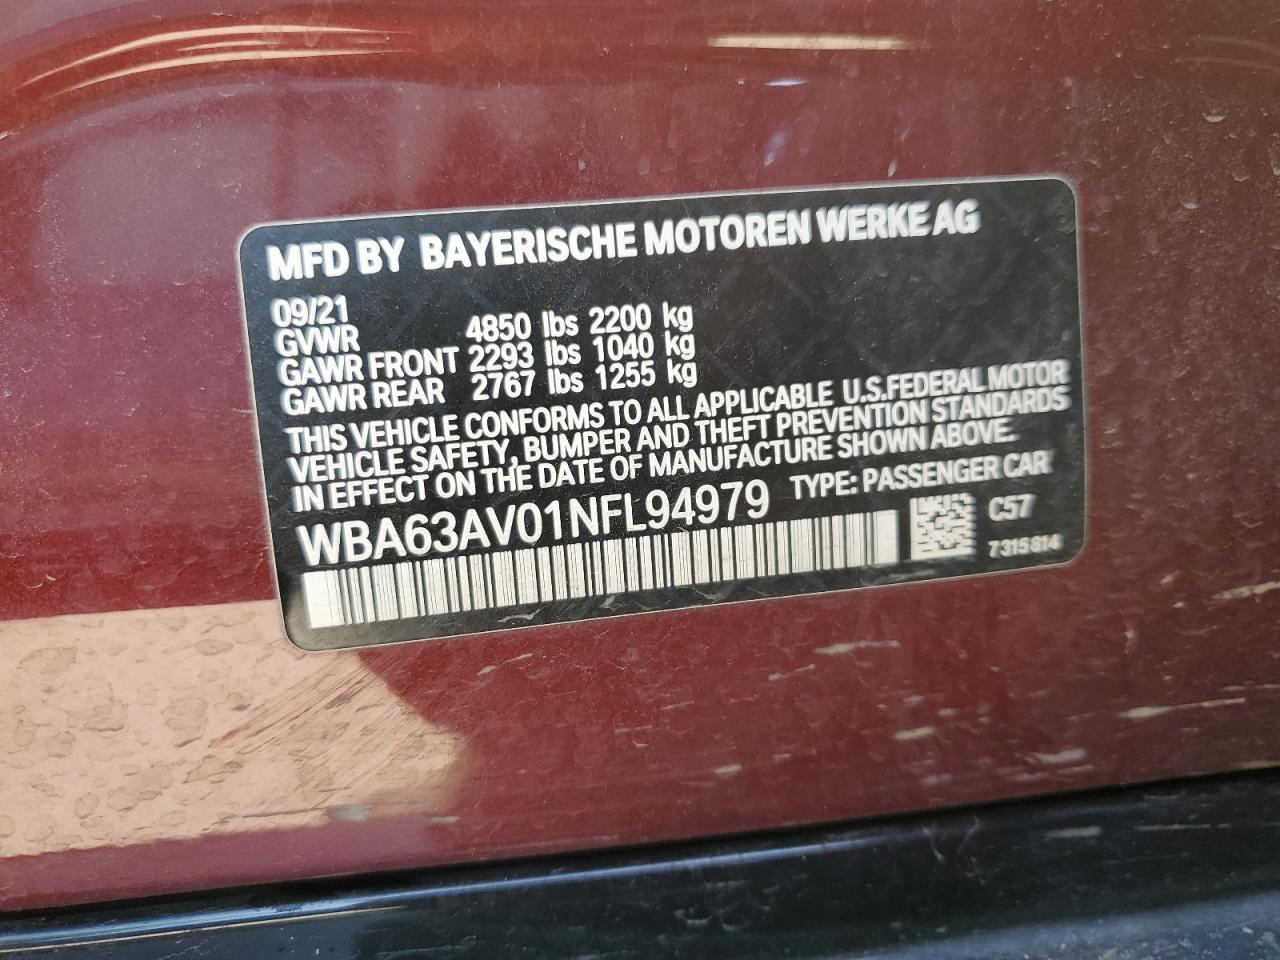 MFD BY BAYERISCHE MOTOREN WERKE AG
09/21
GVWR 4850 lbs 2200 kg
GAWR FRONT 2293 lbs 1040 kg
GAWR REAR 2767 lbs 1255 kg
THIS VEHICLE CONFORMS TO ALL APPLICABLE U.S.FEDERAL MOTOR
VEHICLE SAFETY, BUMPER AND THEFT PREVENTION STANDARDS
IN EFFECT ON THE DATE OF MANUFACTURE SHOWN ABOVE.
WBA63AV01NFL94979 TYPE: PASSENGER CAR
C57
7315814